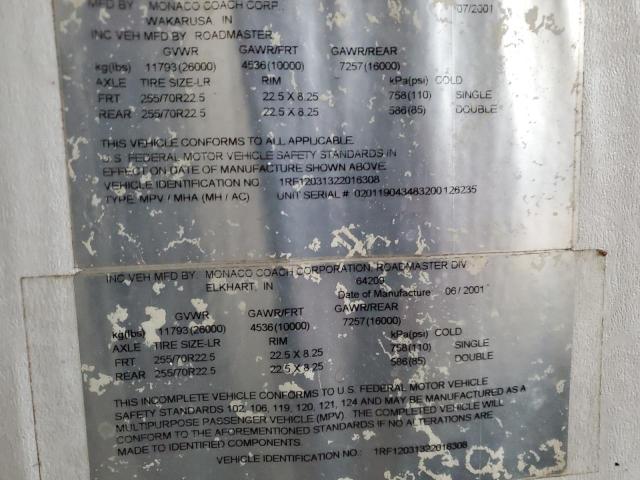 MFD BY: MONACO COACH CORP.,
07/2001
WAKARUSA, IN
INC VEH MFD BY ROADMASTER
GVWR GAWR/FRT GAWR/REAR
kg(lbs) 11793(26000) 4536(10000) 7257(16000)
AXLE TIRE SIZE-LR RIM kPa(psi) COLD
FRT 255/70R22.5 22.5 X 8.25 758(110) SINGLE
REAR 255/70R22.5 22.5 X 8.25 586(85) DOUBLE
THIS VEHICLE CONFORMS TO ALL APPLICABLE
U.S. FEDERAL MOTOR VEHICLE SAFETY STANDARDS IN
EFFECT ON DATE OF MANUFACTURE SHOWN ABOVE.
VEHICLE IDENTIFICATION NO. 1RF12031322016308
TYPE: MPV / MHA (MH / AC) UNIT SERIAL # 020119043483200126235
INC VEH MFD BY: MONACO COACH CORPORATION, ROADMASTER DIV
ELKHART, IN 64209
Date of Manufacture 06/2001
GVWR GAWR/FRT GAWR/REAR
kg(lbs) 11793(26000) 4536(10000) 7257(16000)
AXLE TIRE SIZE-LR RIM kPa(psi) COLD
FRT 255/70R22.5 22.5 X 8.25 758(110) SINGLE
REAR 255/70R22.5 22.5 X 8.25 586(85) DOUBLE
THIS INCOMPLETE VEHICLE CONFORMS TO U.S. FEDERAL MOTOR VEHICLE
SAFETY STANDARDS 102, 106, 119, 120, 121, 124 AND MAY BE MANUFACTURED AS A
MULTIPURPOSE PASSENGER VEHICLE (MPV). THE COMPLETED VEHICLE WILL
CONFORM TO THE AFOREMENTIONED STANDARDS IF NO ALTERATIONS ARE
MADE TO IDENTIFIED COMPONENTS.
VEHICLE IDENTIFICATION NO.: 1RF12031322016308